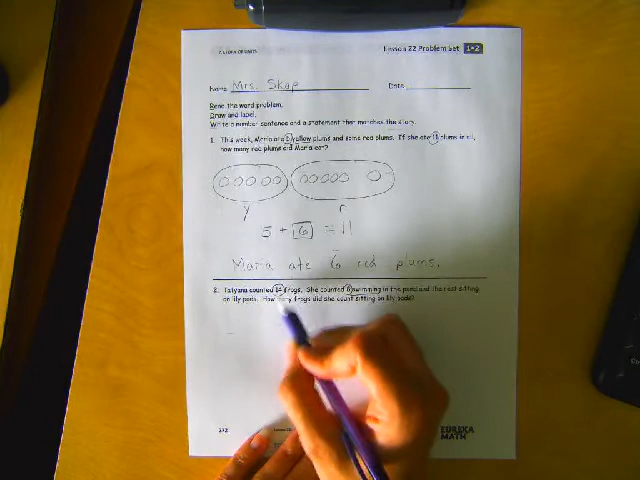 A STORY OF UNITS
Lesson 22 Problem Set 1•2
Name Mrs. Skop Date
Read the word problem.
Draw and label.
Write a number sentence and a statement that matches the story.
1. This week, Maria ate 5 yellow plums and some red plums. If she ate 11 plums in all,
how many red plums did Maria eat?
y r
5 + 6 = 11
Maria ate 6 red plums.
2. Tatyana counted frogs. She counted 8 swimming in the pond and the rest sitting
on lily pads. How many frogs did she count sitting on lily pads?
EUREKA
MATH